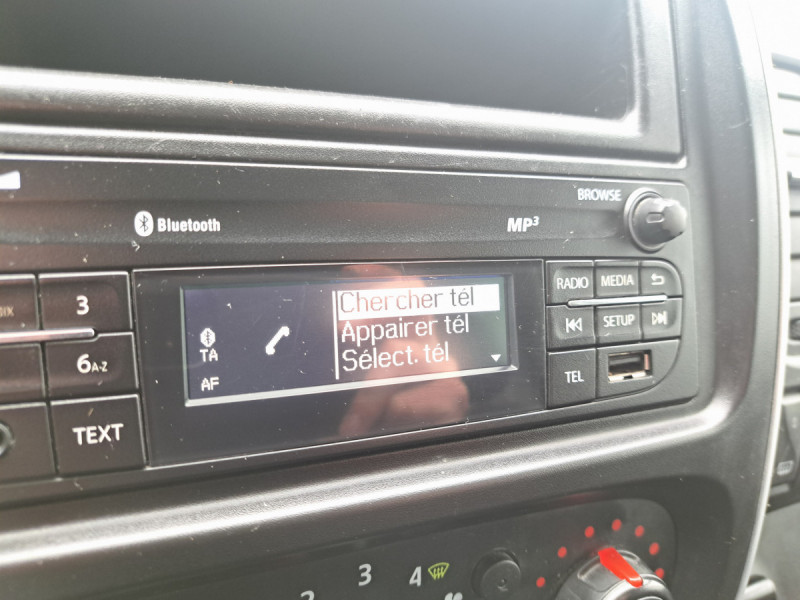 BROWSE
Bluetooth
MP3
RADIO
MEDIA
3
Chercher tél
Appairer tél
Sélect. tél
TA
AF
SETUP
6A-Z
TEL
TEXT
3
4